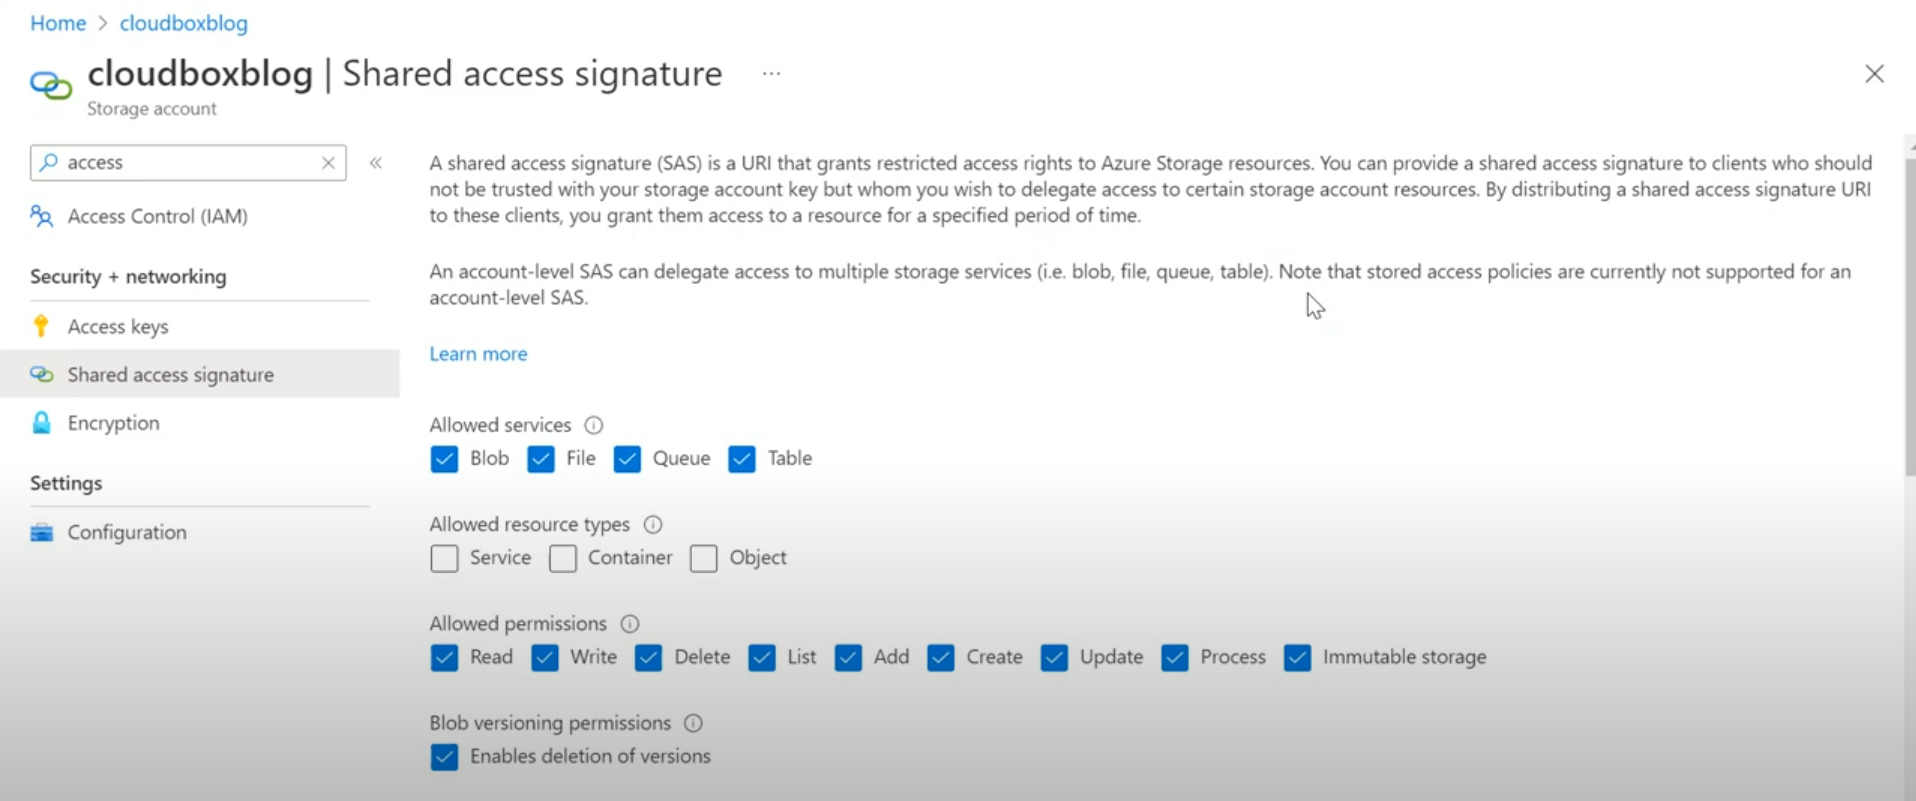 Home > cloudboxblog
cloudboxblog | Shared access signature ...
Storage account
access
Access Control (IAM)
Security + networking
Access keys
Shared access signature
Encryption
Settings
Configuration
A shared access signature (SAS) is a URI that grants restricted access rights to Azure Storage resources. You can provide a shared access signature to clients who should
not be trusted with your storage account key but whom you wish to delegate access to certain storage account resources. By distributing a shared access signature URI
to these clients, you grant them access to a resource for a specified period of time.
An account-level SAS can delegate access to multiple storage services (i.e. blob, file, queue, table). Note that stored access policies are currently not supported for an
account-level SAS.
Learn more
Allowed services
Blob File Queue Table
Allowed resource types
Service Container Object
Allowed permissions
Read Write Delete List Add Create Update Process Immutable storage
Blob versioning permissions
Enables deletion of versions